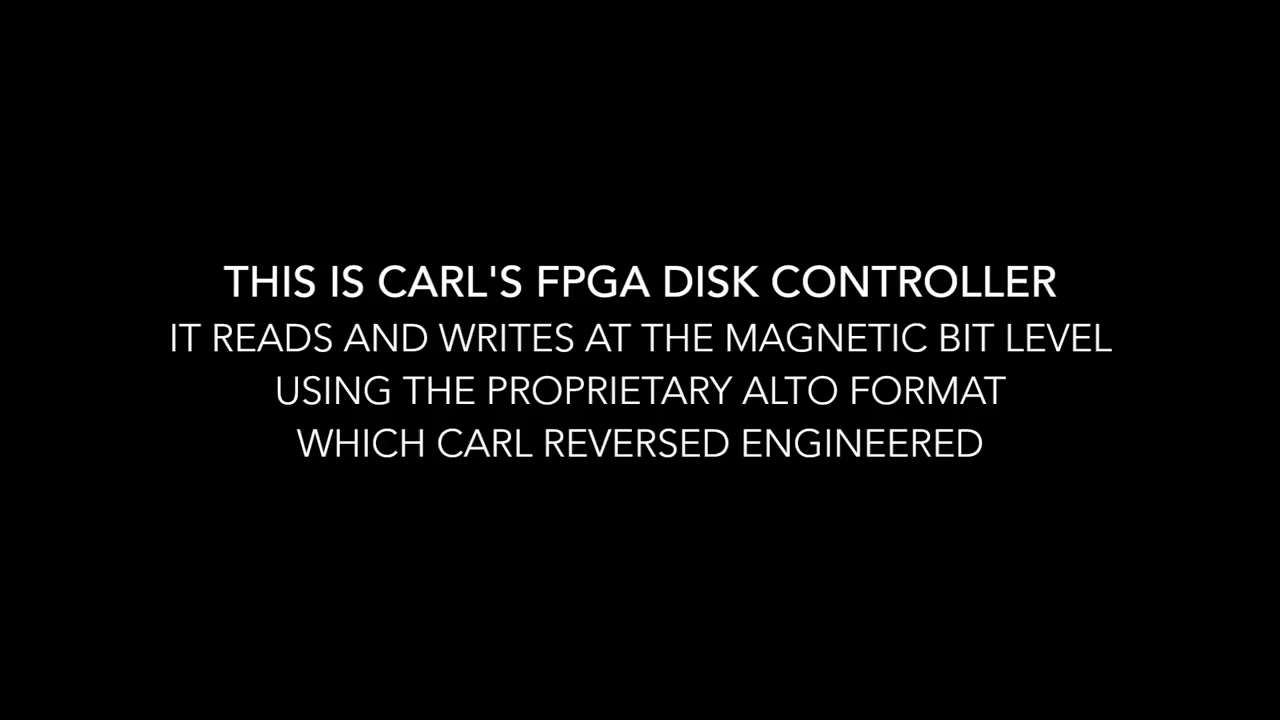 THIS IS CARL'S FPGA DISK CONTROLLER
IT READS AND WRITES AT THE MAGNETIC BIT LEVEL
USING THE PROPRIETARY ALTO FORMAT
WHICH CARL REVERSED ENGINEERED